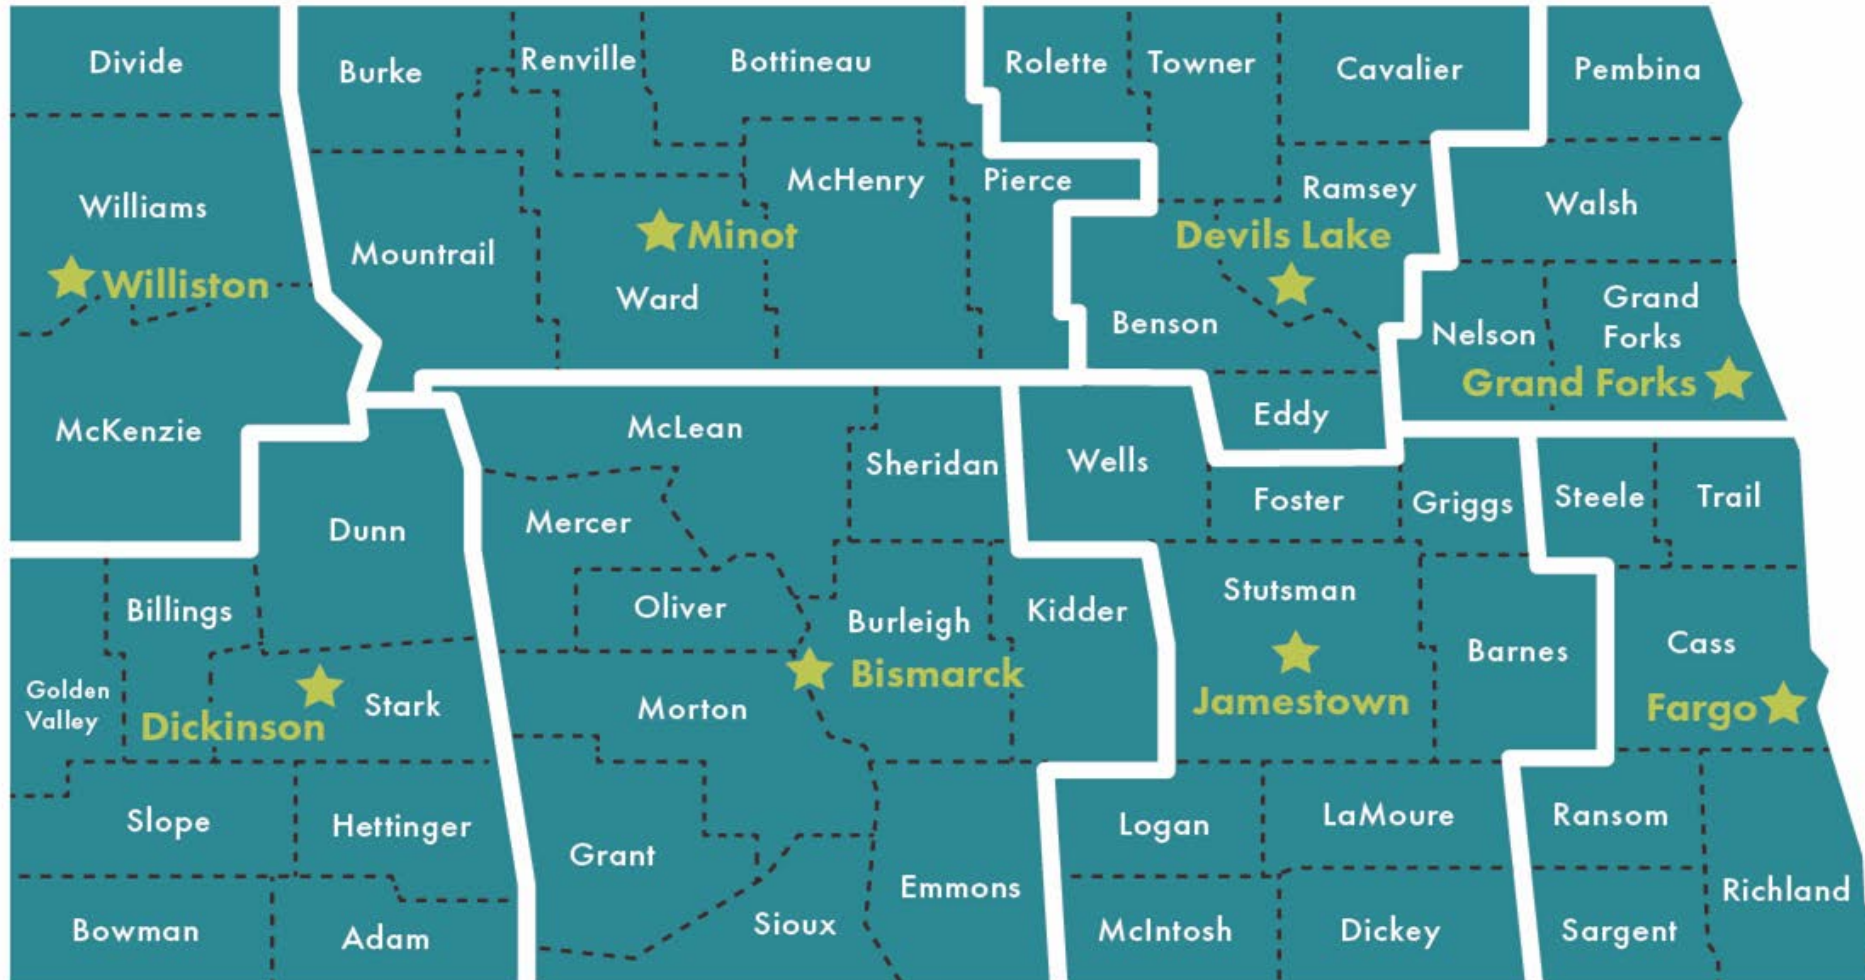 Divide
Burke
Renville
Bottineau
Rolette
Towner
Cavalier
Pembina
Williams
Williston
Mountrail
Minot
Ward
McHenry
Pierce
Ramsey
Devils Lake
Benson
Walsh
Nelson
Grand
Forks
Grand Forks
McKenzie
McLean
Sheridan
Wells
Eddy
Foster
Griggs
Steele
Trail
Dunn
Mercer
Billings
Oliver
Burleigh
Kidder
Stutsman
Barnes
Cass
Golden
Valley
Dickinson
Stark
Morton
Bismarck
Jamestown
Fargo
Slope
Hettinger
Grant
Emmons
Logan
LaMoure
Ransom
Richland
Bowman
Adam
Sioux
McIntosh
Dickey
Sargent